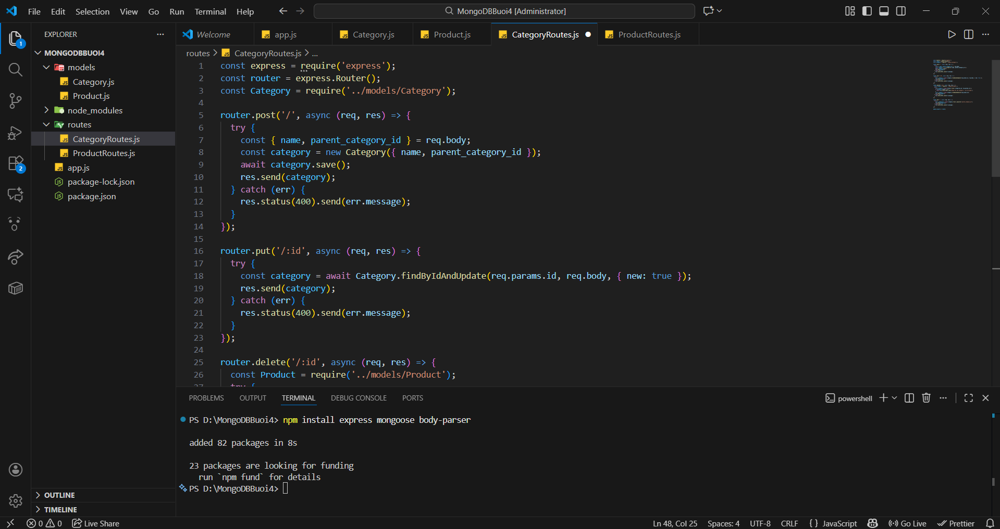 File Edit Selection View Go Run Terminal Help
MongoDBBuoi4 [Administrator]
EXPLORER
MONGODBBUOI4
models
Category.js
Product.js
node_modules
routes
CategoryRoutes.js
ProductRoutes.js
app.js
package-lock.json
package.json
OUTLINE
TIMELINE
1
2
Welcome app.js Category.js Product.js CategoryRoutes.js ProductRoutes.js
routes > CategoryRoutes.js > ...
1 const express = require('express');
2 const router = express.Router();
3 const Category = require('../models/Category');
4
5 router.post('/', async (req, res) => {
6 try {
7 const { name, parent_category_id } = req.body;
8 const category = new Category({ name, parent_category_id });
9 await category.save();
10 res.send(category);
11 } catch (err) {
12 res.status(400).send(err.message);
13 }
14 });
15
16 router.put('/:id', async (req, res) => {
17 try {
18 const category = await Category.findByIdAndUpdate(req.params.id, req.body, { new: true });
19 res.send(category);
20 } catch (err) {
21 res.status(400).send(err.message);
22 }
23 });
24
25 router.delete('/:id', async (req, res) => {
26 const Product = require('../models/Product');
27 try {
PROBLEMS OUTPUT TERMINAL DEBUG CONSOLE PORTS
powershell
PS D:\MongoDBBuoi4> npm install express mongoose body-parser
added 82 packages in 8s
23 packages are looking for funding
run `npm fund` for details
PS D:\MongoDBBuoi4>
0 0 Live Share
Ln 48, Col 25 Spaces: 4 UTF-8 CRLF { } JavaScript Go Live Prettier